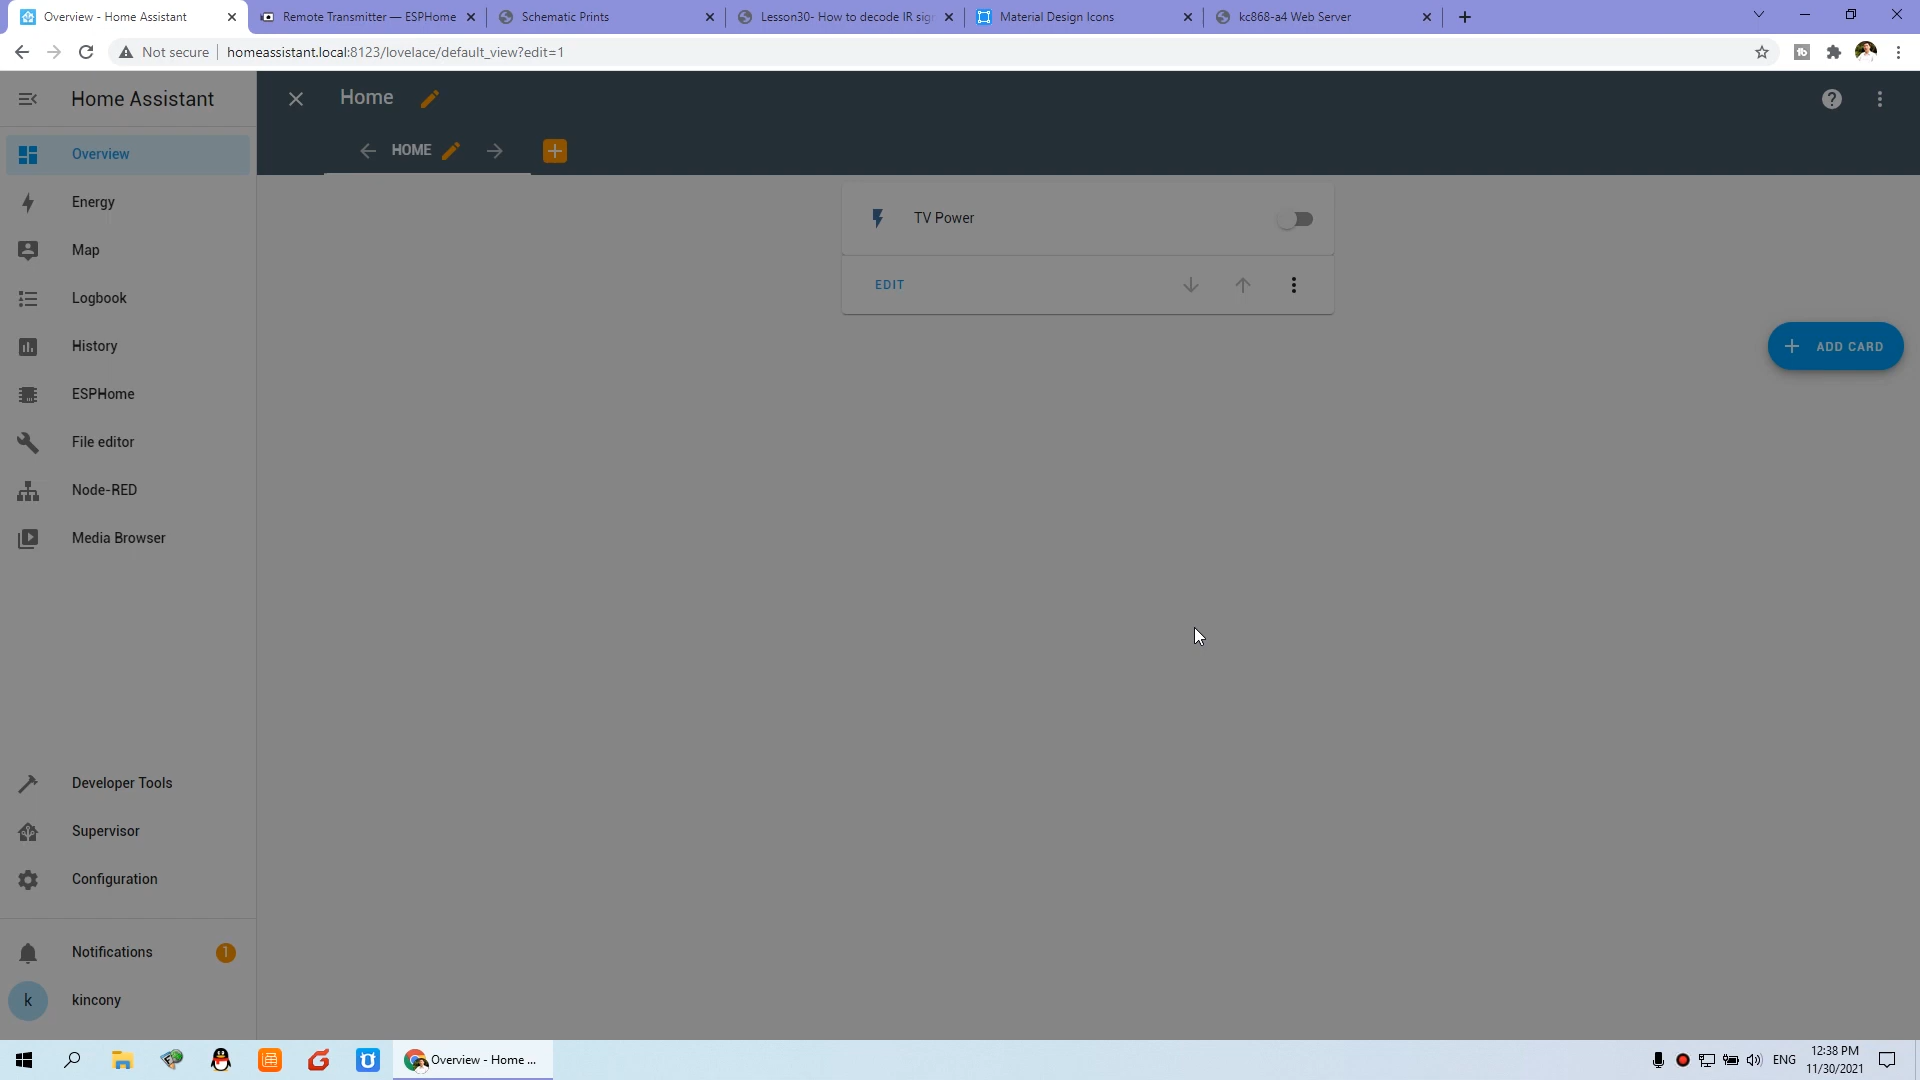 Overview - Home Assistant
Remote Transmitter — ESPHome
Schematic Prints
Lesson30- How to decode IR sig
Material Design Icons
kc868-a4 Web Server
Not secure
homeassistant.local:8123/lovelace/default_view?edit=1
Home Assistant
Home
HOME
Overview
Energy
Map
Logbook
History
ESPHome
File editor
Node-RED
Media Browser
TV Power
EDIT
ADD CARD
Developer Tools
Supervisor
Configuration
Notifications
1
k
kincony
Overview - Home ...
ENG
12:38 PM
11/30/2021